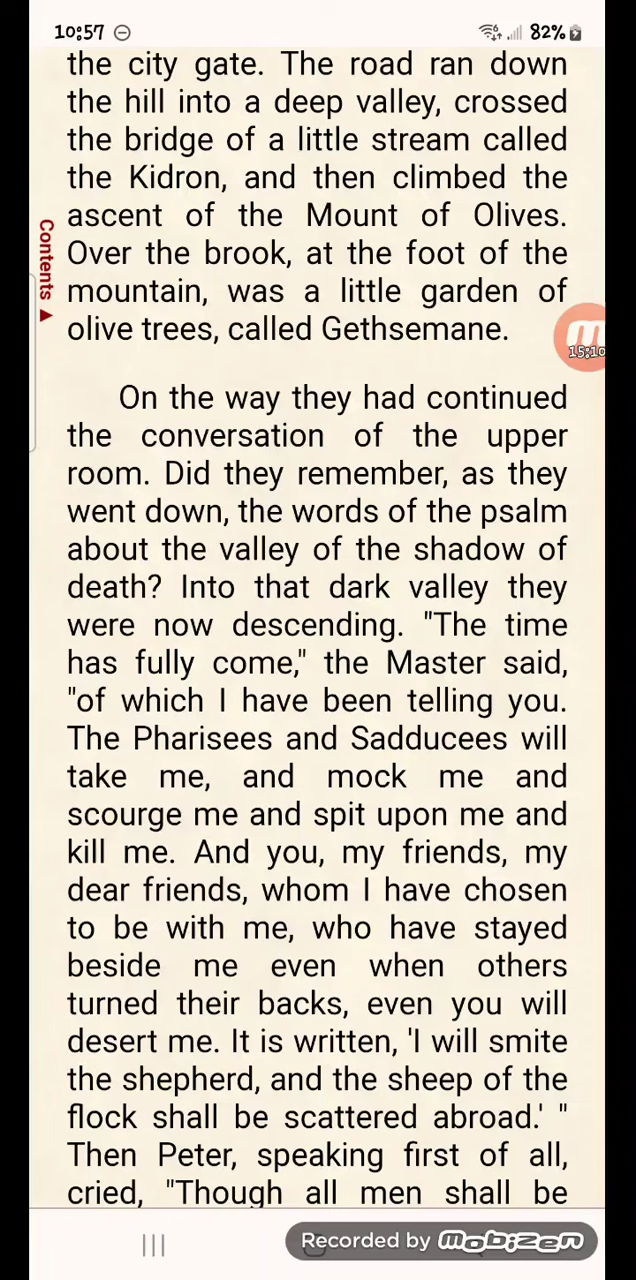 10:57
82%
the city gate. The road ran down
the hill into a deep valley, crossed
the bridge of a little stream called
the Kidron, and then climbed the
ascent of the Mount of Olives.
Over the brook, at the foot of the
mountain, was a little garden of
olive trees, called Gethsemane.
Contents
15:10
On the way they had continued
the conversation of the upper
room. Did they remember, as they
went down, the words of the psalm
about the valley of the shadow of
death? Into that dark valley they
were now descending. "The time
has fully come," the Master said,
"of which I have been telling you.
The Pharisees and Sadducees will
take me, and mock me and
scourge me and spit upon me and
kill me. And you, my friends, my
dear friends, whom I have chosen
to be with me, who have stayed
beside me even when others
turned their backs, even you will
desert me. It is written, 'I will smite
the shepherd, and the sheep of the
flock shall be scattered abroad.' "
Then Peter, speaking first of all,
cried, "Though all men shall be
Recorded by mobizen